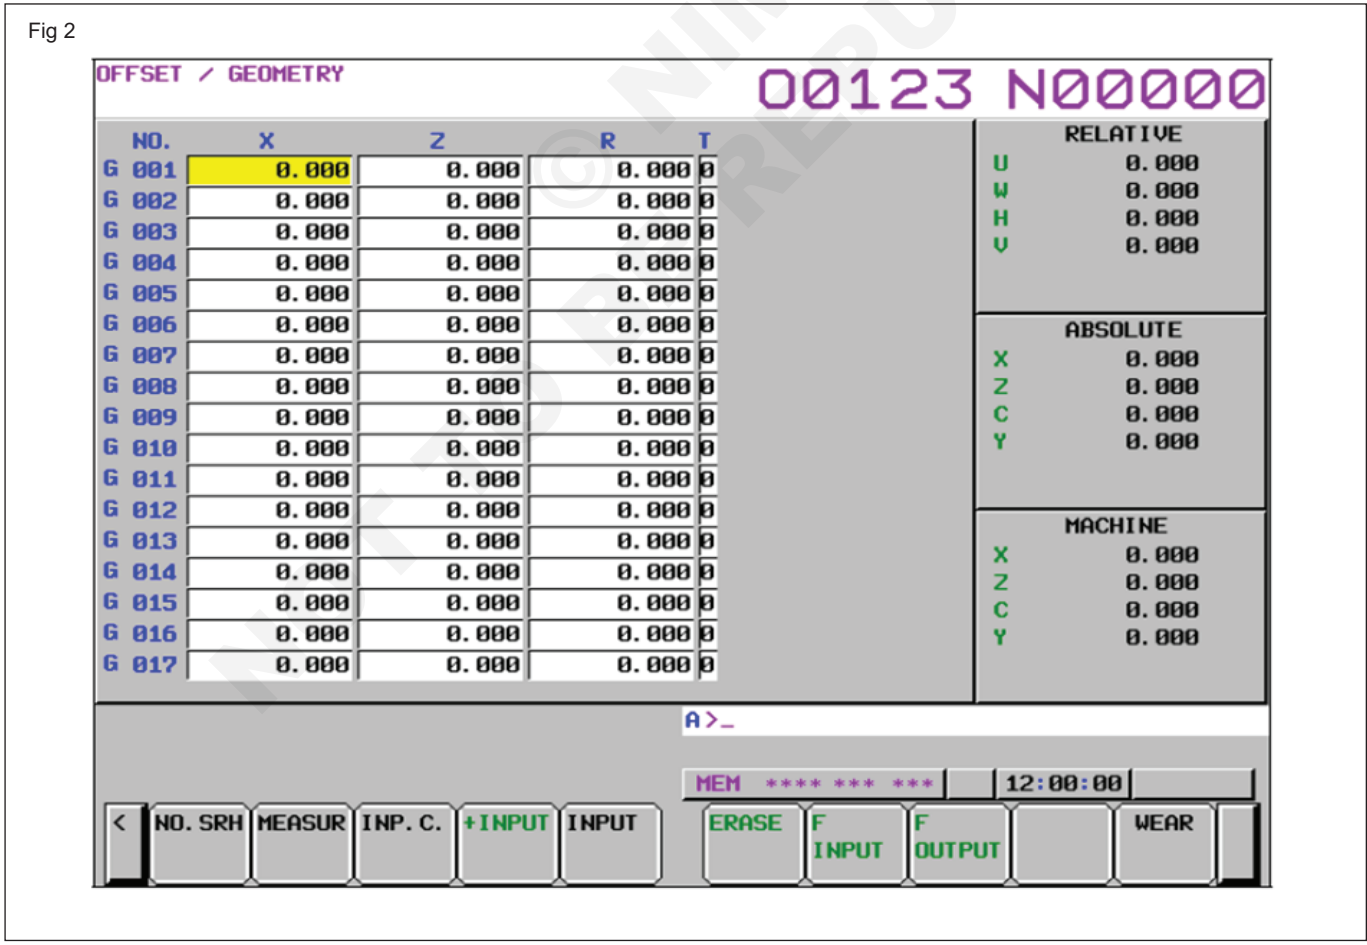 Fig 2
OFFSET / GEOMETRY O0123 N00000
NO. X Z R T
G 001 0.000 0.000 0.000 0
G 002 0.000 0.000 0.000 0
G 003 0.000 0.000 0.000 0
G 004 0.000 0.000 0.000 0
G 005 0.000 0.000 0.000 0
G 006 0.000 0.000 0.000 0
G 007 0.000 0.000 0.000 0
G 008 0.000 0.000 0.000 0
G 009 0.000 0.000 0.000 0
G 010 0.000 0.000 0.000 0
G 011 0.000 0.000 0.000 0
G 012 0.000 0.000 0.000 0
G 013 0.000 0.000 0.000 0
G 014 0.000 0.000 0.000 0
G 015 0.000 0.000 0.000 0
G 016 0.000 0.000 0.000 0
G 017 0.000 0.000 0.000 0
RELATIVE
U 0.000
W 0.000
H 0.000
V 0.000
ABSOLUTE
X 0.000
Z 0.000
C 0.000
Y 0.000
MACHINE
X 0.000
Z 0.000
C 0.000
Y 0.000
A>_
MEM **** *** *** 12:00:00
< NO.SRH MEASUR INP.C. +INPUT INPUT ERASE F INPUT F OUTPUT WEAR
NOT TO BE